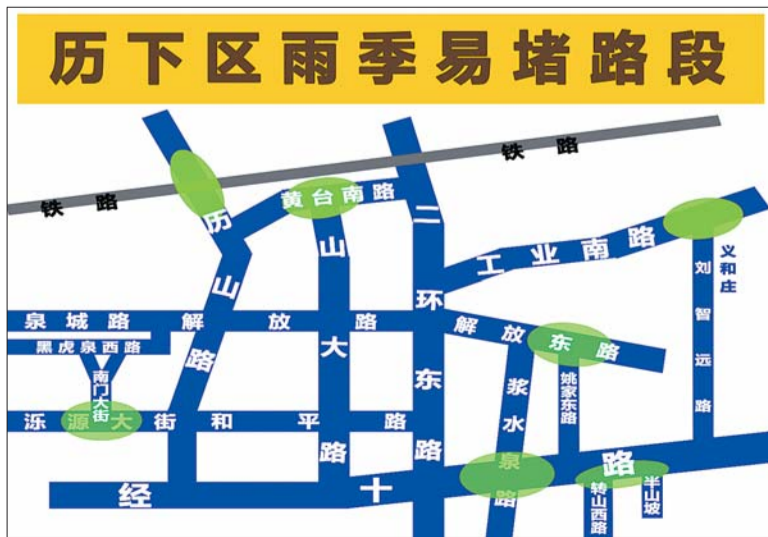 历下区雨季易堵路段
铁路
铁路
黄台南路
历山路
山大路
二环东路
工业南路
义和庄
刘智远路
泉城路
解放路
解放东路
黑虎泉西路
南门大街
浆水泉路
姚家东路
泺源大街
和平路
经十路
转山西路
半山坡